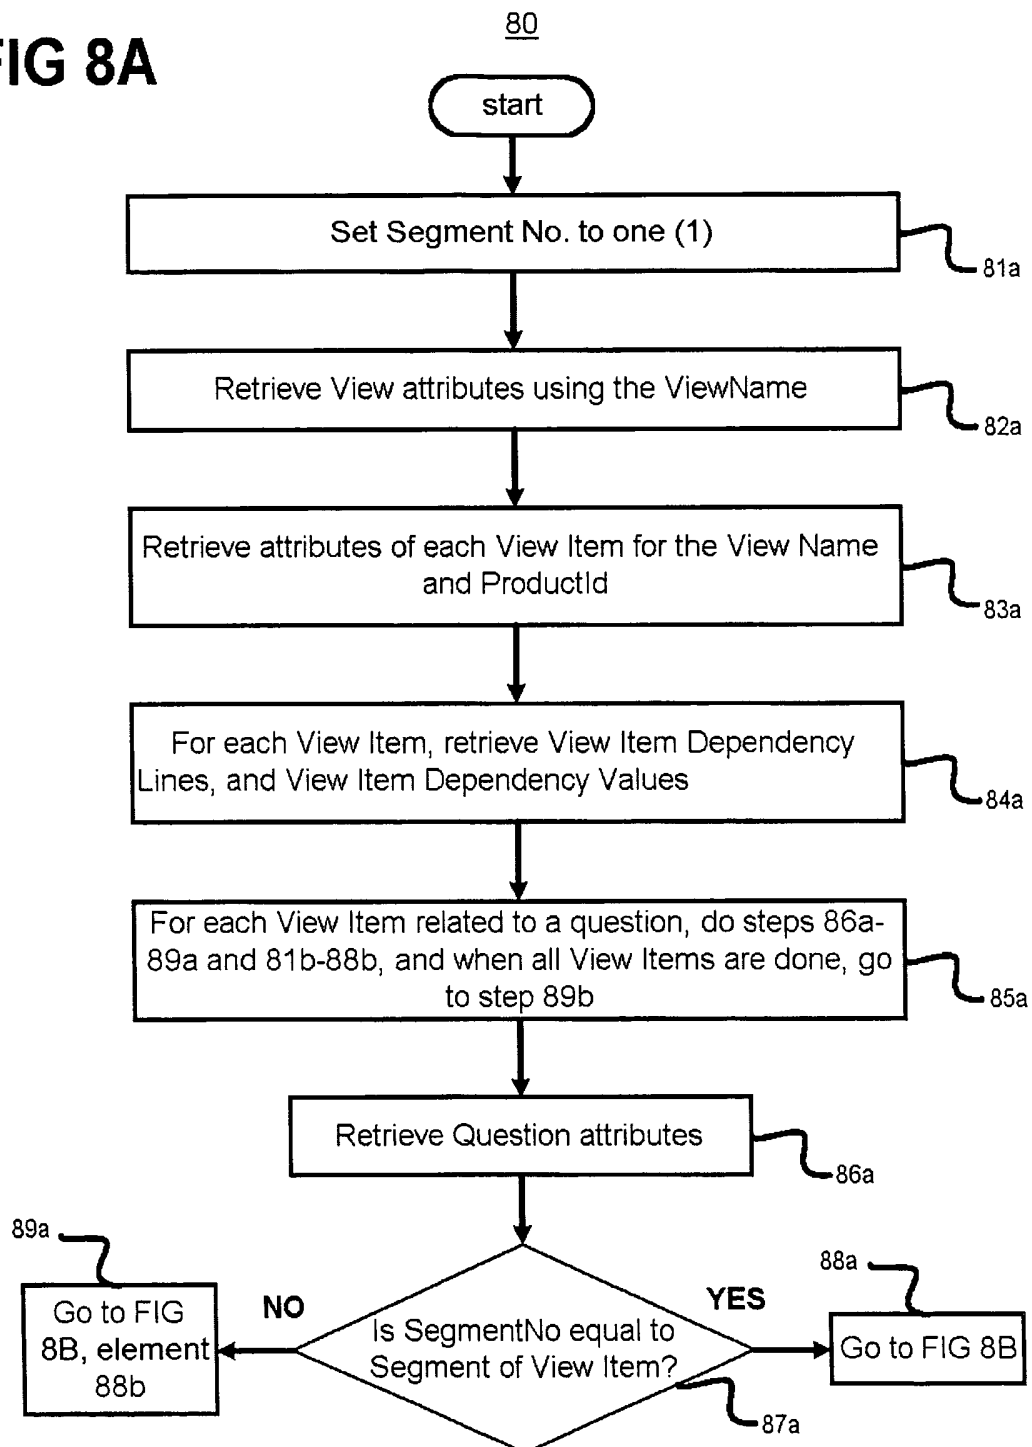 80
FIG 8A
start
Set Segment No. to one (1)
81a
Retrieve View attributes using the ViewName
82a
Retrieve attributes of each View Item for the View Name
and ProductId
83a
For each View Item, retrieve View Item Dependency
Lines, and View Item Dependency Values
84a
For each View Item related to a question, do steps 86a-
89a and 81b-88b, and when all View Items are done, go
to step 89b
85a
Retrieve Question attributes
86a
89a
Go to FIG
8B, element
88b
NO
Is SegmentNo equal to
Segment of View Item?
87a
YES
88a
Go to FIG 8B